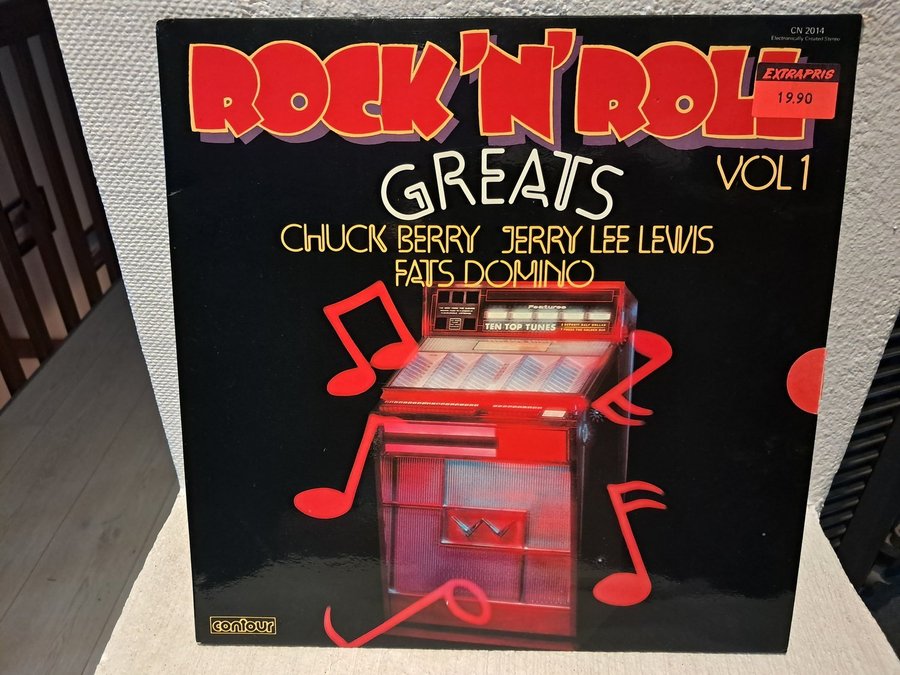 CN 2014
Electronically Created Stereo
ROCK 'N' ROLL
EXTRAPRIS
19.90
GREATS
VOL 1
CHUCK BERRY JERRY LEE LEWIS
FATS DOMINO
Features
TEN TOP TUNES
contour